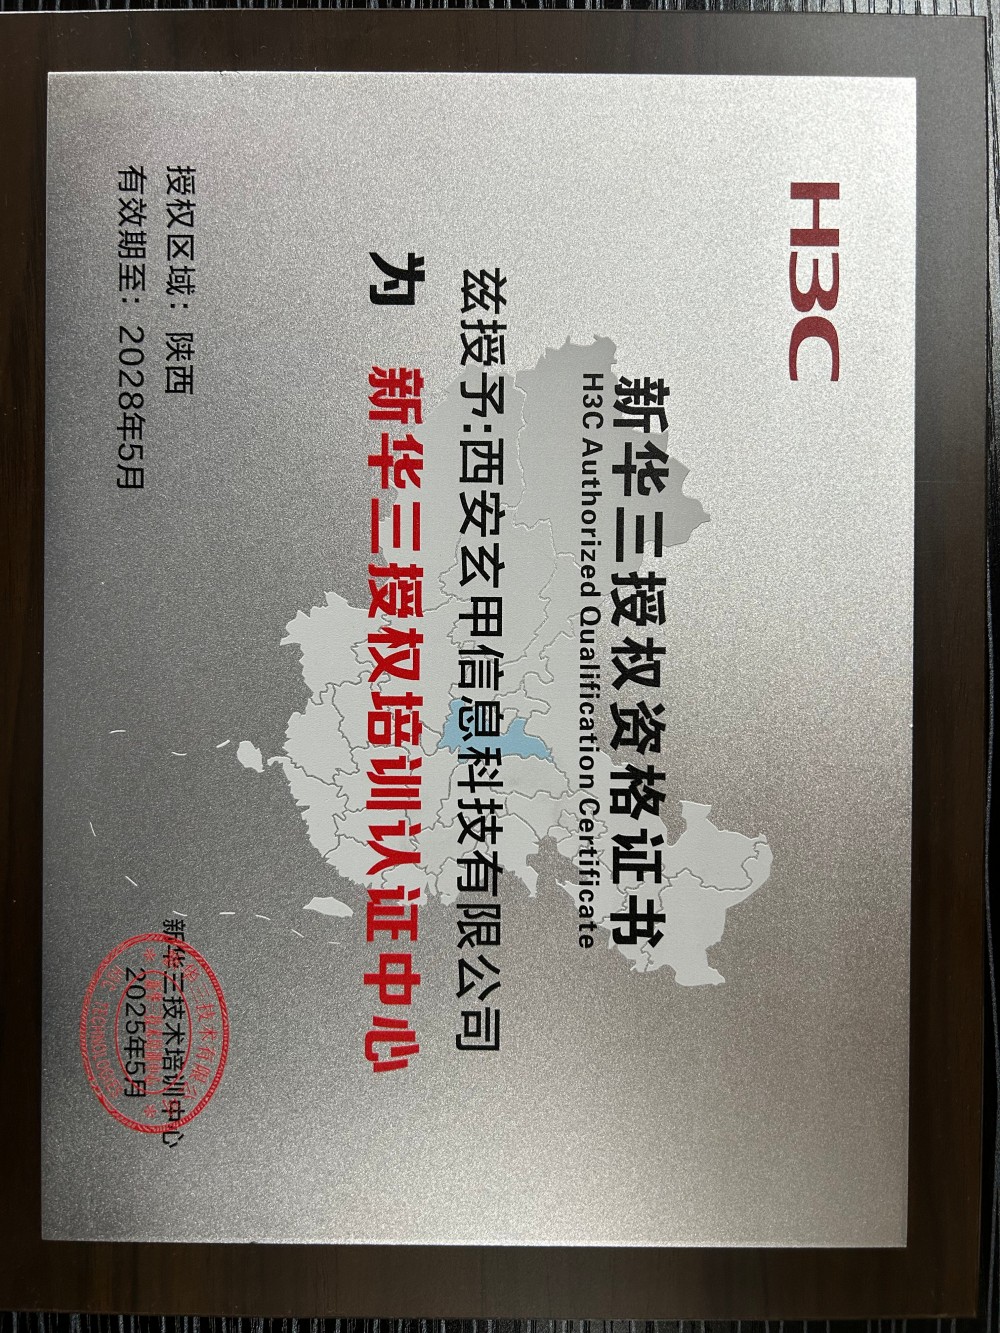 H3C
新华三授权资格证书
H3C Authorized Qualification Certificate
兹授予:西安玄甲信息科技有限公司
为 新华三授权培训认证中心
授权区域：陕西
有效期至：2028年5月
新华三技术培训中心
2025年5月